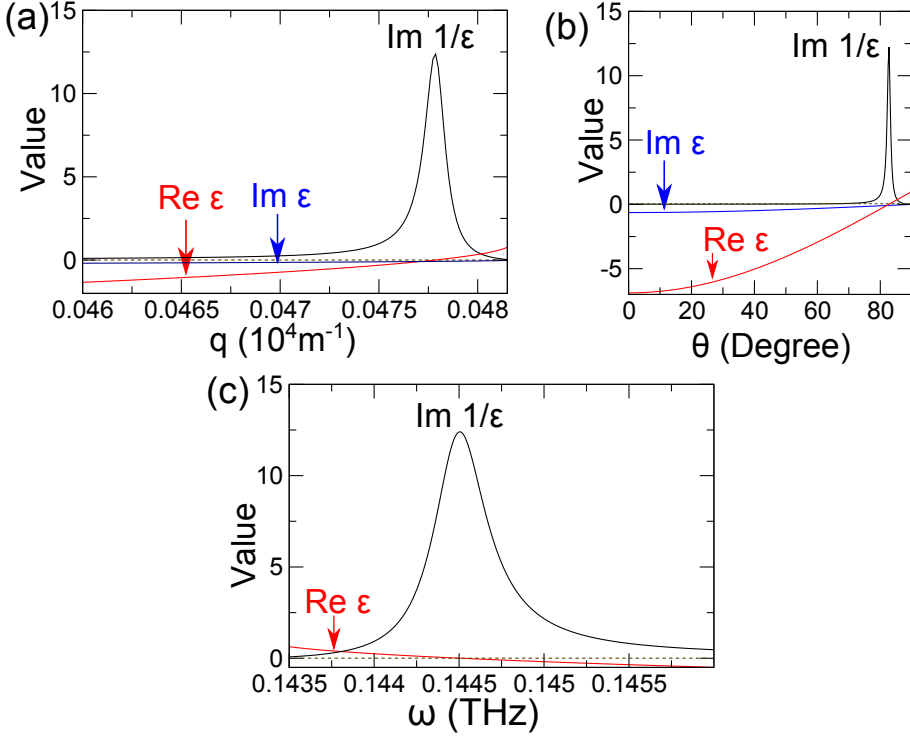 (a)
Im 1/ε
15
10
5
0
Value
Re ε
Im ε
0.046
0.0465
0.047
0.0475
0.048
q (10⁴m⁻¹)
(b)
Im 1/ε
15
10
5
0
-5
Value
Im ε
Re ε
0
20
40
60
80
θ (Degree)
(c)
Im 1/ε
15
10
5
0
Value
Re ε
0.1435
0.144
0.1445
0.145
0.1455
ω (THz)